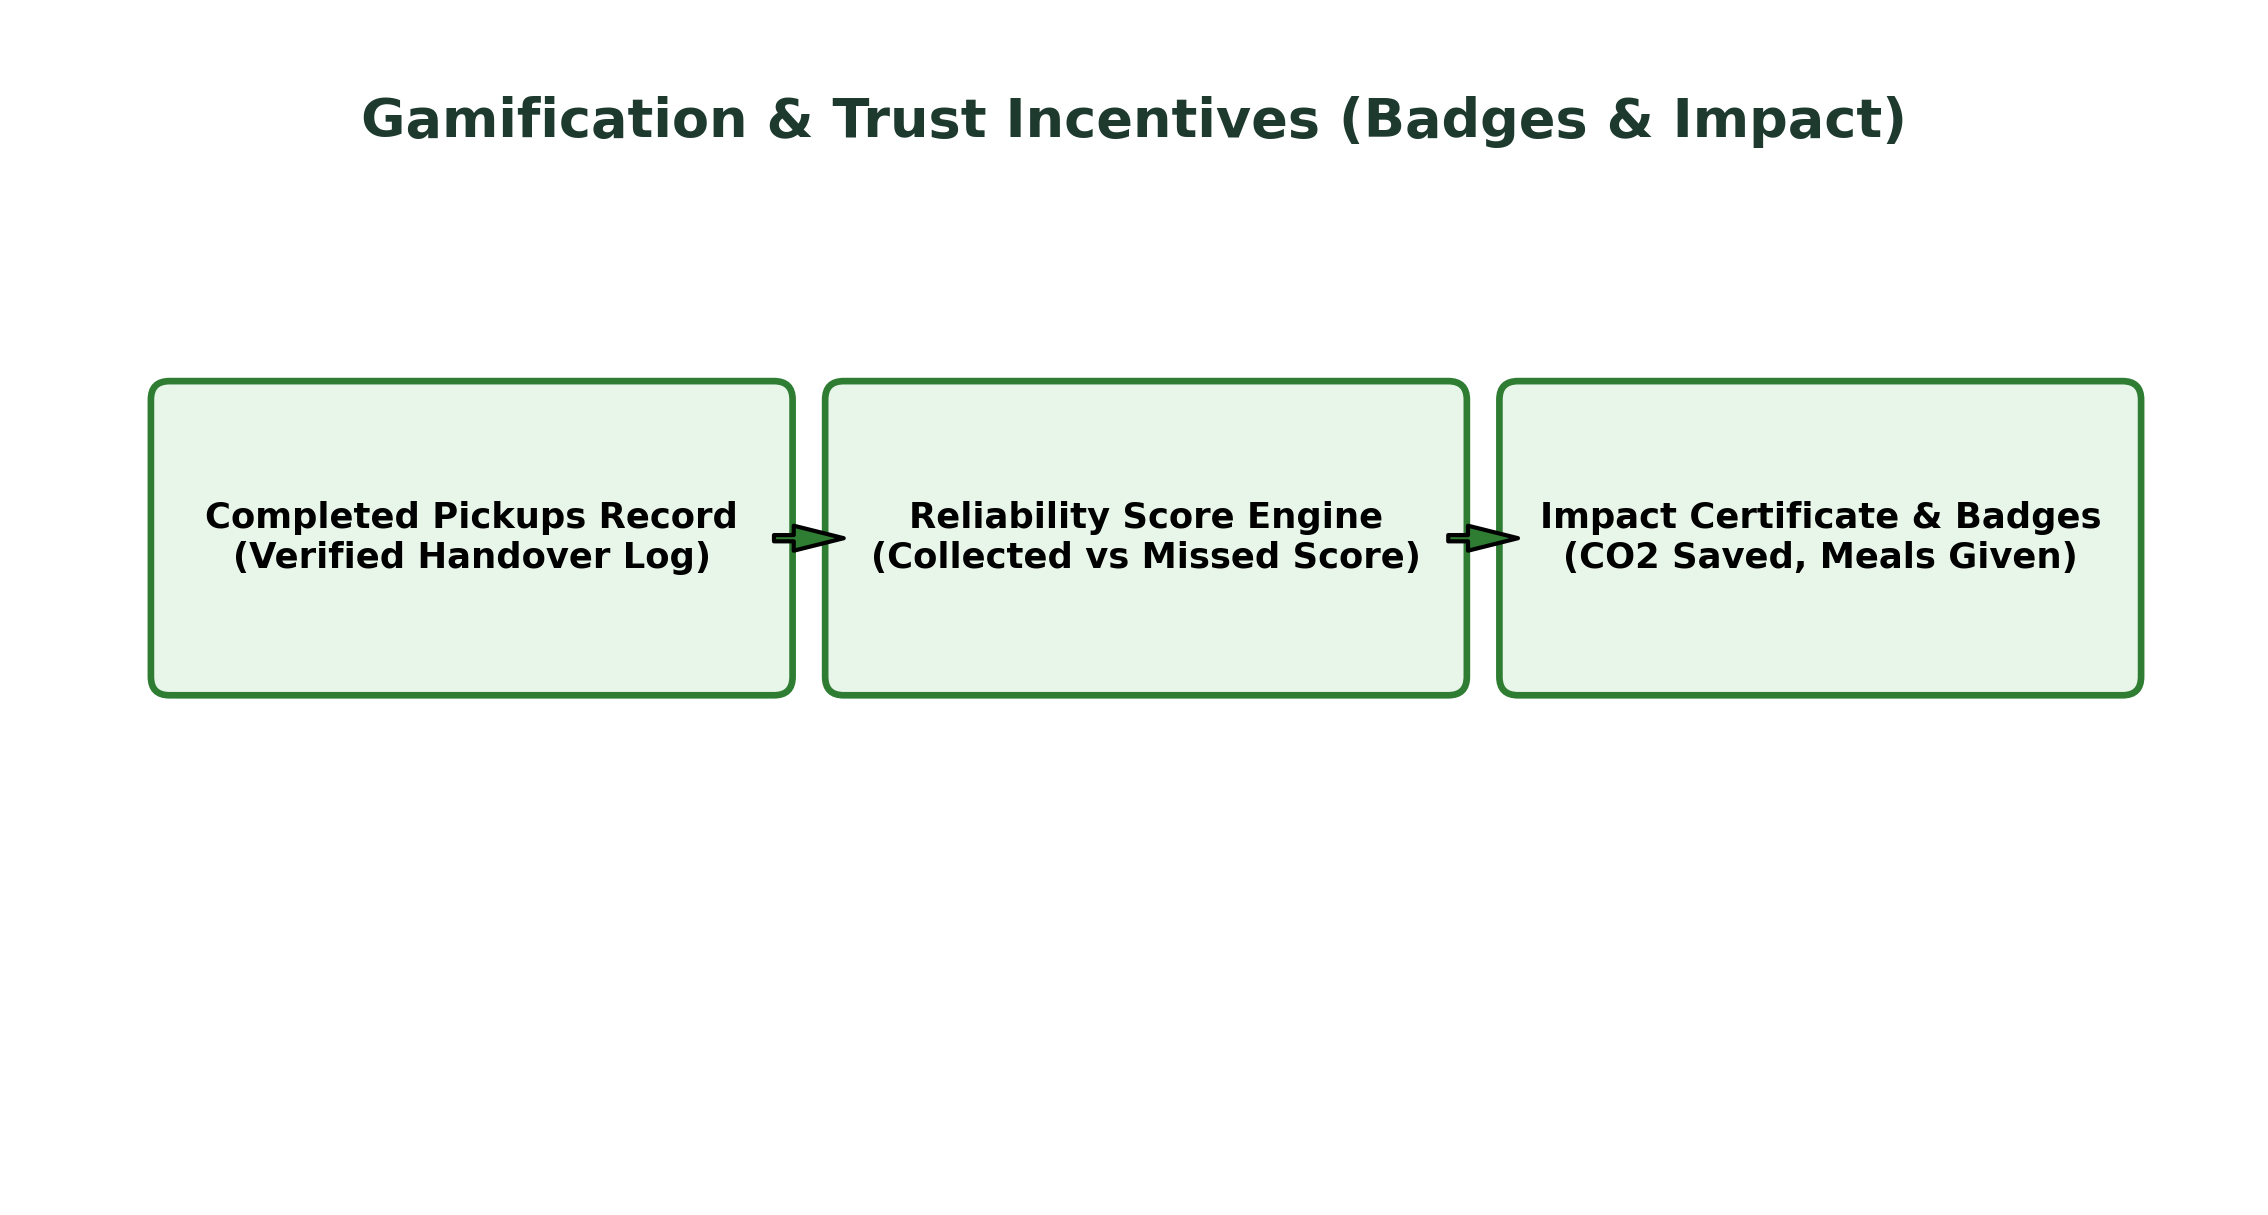 Gamification & Trust Incentives (Badges & Impact)
Completed Pickups Record
(Verified Handover Log)
Reliability Score Engine
(Collected vs Missed Score)
Impact Certificate & Badges
(CO2 Saved, Meals Given)